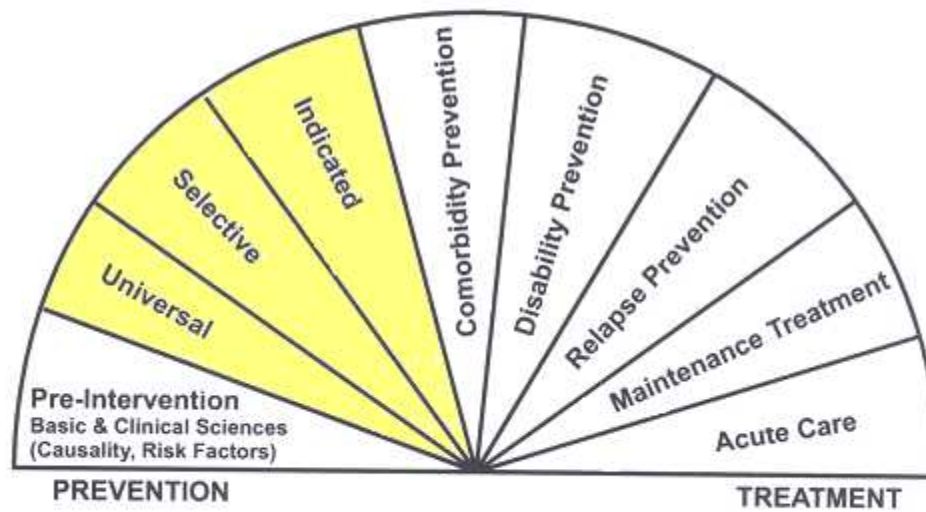 Pre-Intervention
Basic & Clinical Sciences
(Causality, Risk Factors)
Universal
Selective
Indicated
Comorbidity Prevention
Disability Prevention
Relapse Prevention
Maintenance Treatment
Acute Care
PREVENTION
TREATMENT